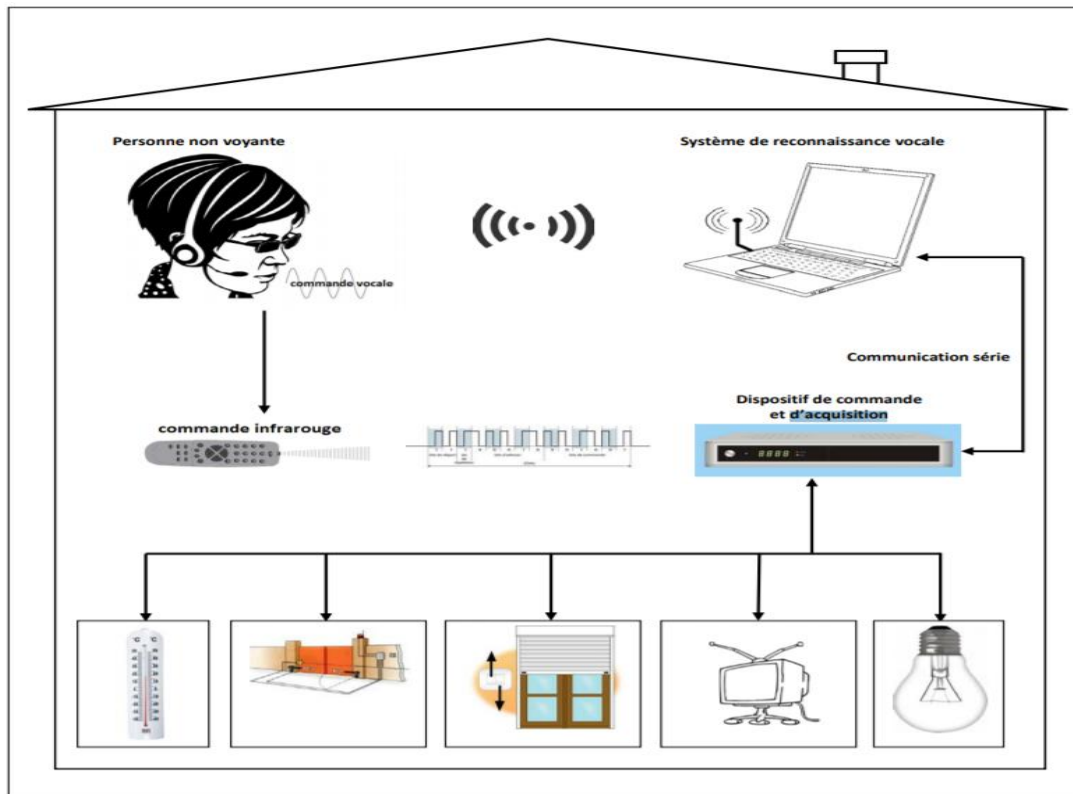 Personne non voyante
Système de reconnaissance vocale
commande vocale
Communication série
Dispositif de commande
et d'acquisition
commande infrarouge
°C °C